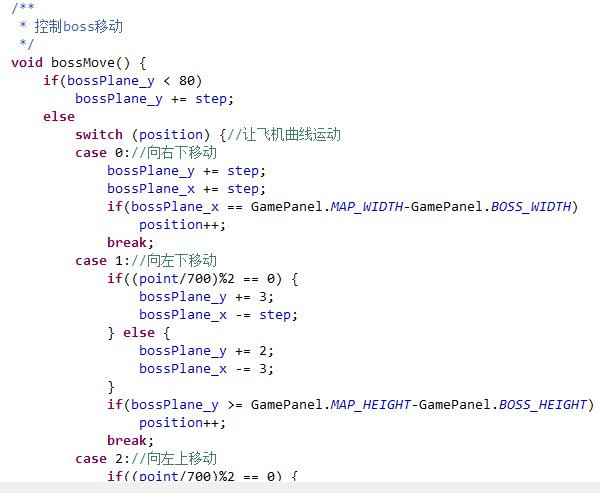 /**
 * 控制boss移动
 */
void bossMove() {
    if(bossPlane_y < 80)
        bossPlane_y += step;
    else
        switch (position) {//让飞机曲线运动
        case 0://向右下移动
            bossPlane_y += step;
            bossPlane_x += step;
            if(bossPlane_x == GamePanel.MAP_WIDTH-GamePanel.BOSS_WIDTH)
                position++;
            break;
        case 1://向左下移动
            if((point/700)%2 == 0) {
                bossPlane_y += 3;
                bossPlane_x -= step;
            } else {
                bossPlane_y += 2;
                bossPlane_x -= 3;
            }
            if(bossPlane_y >= GamePanel.MAP_HEIGHT-GamePanel.BOSS_HEIGHT)
                position++;
            break;
        case 2://向左上移动
            if((point/700)%2 == 0) {